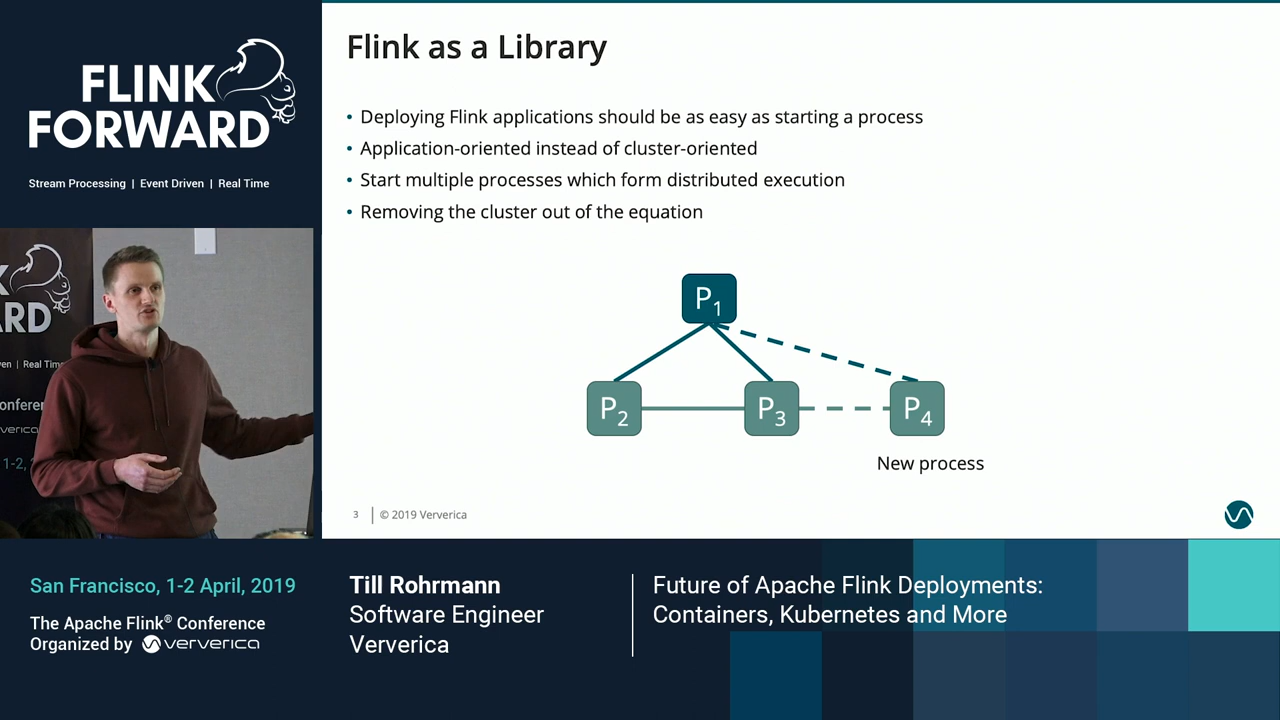 FLINK
FORWARD
Stream Processing | Event Driven | Real Time
Flink as a Library
• Deploying Flink applications should be as easy as starting a process
• Application-oriented instead of cluster-oriented
• Start multiple processes which form distributed execution
• Removing the cluster out of the equation
P1
P2
P3
P4
New process
3 | © 2019 Ververica
San Francisco, 1-2 April, 2019
The Apache Flink® Conference
Organized by ververica
Till Rohrmann
Software Engineer
Ververica
Future of Apache Flink Deployments:
Containers, Kubernetes and More